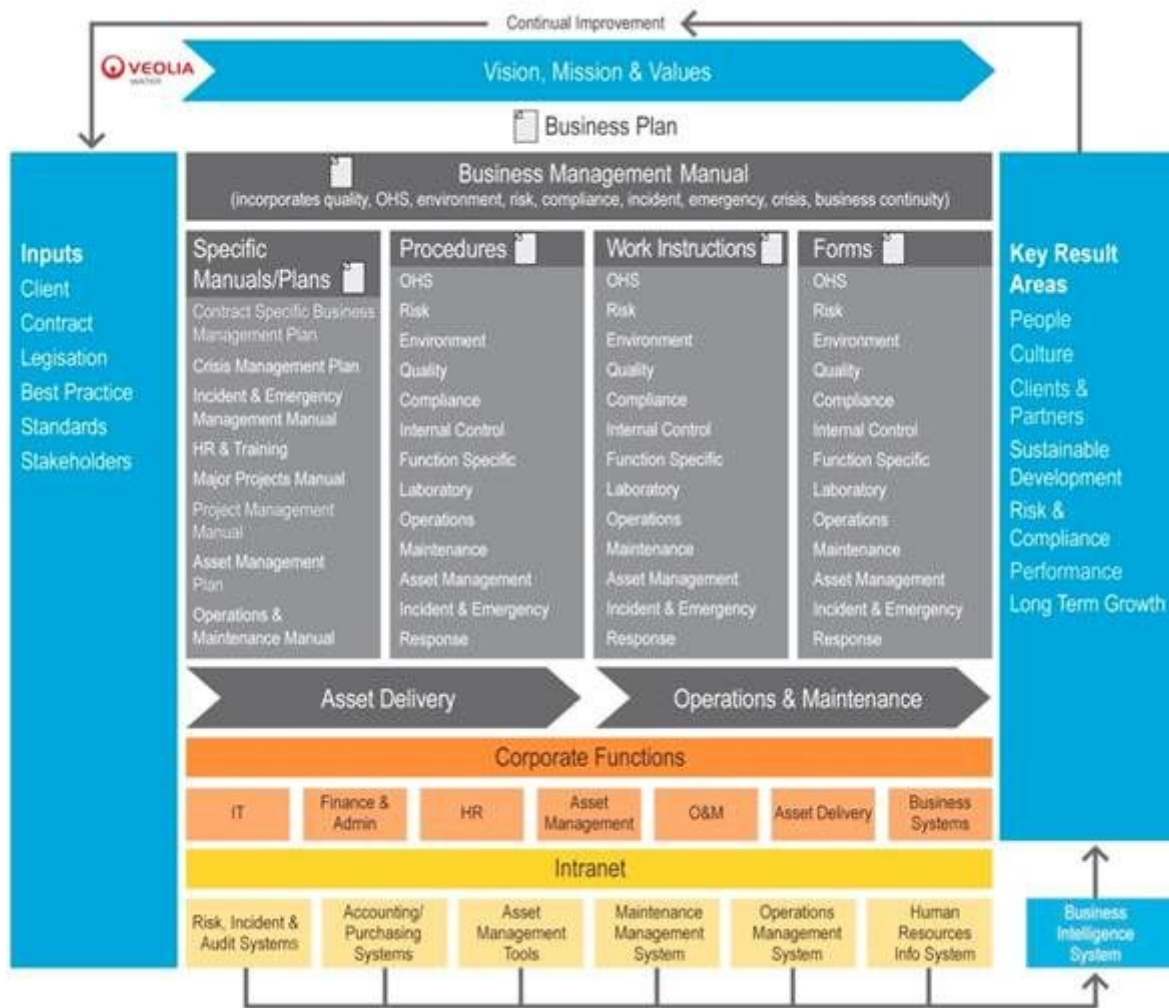 Continual Improvement
VEOLIA
WATER
Vision, Mission & Values
Business Plan
Business Management Manual
(incorporates quality, OHS, environment, risk, compliance, incident, emergency, crisis, business continuity)
Inputs
Client
Contract
Legisation
Best Practice
Standards
Stakeholders
Specific
Manuals/Plans
Contract Specific Business
Management Plan
Crisis Management Plan
Incident & Emergency
Management Manual
HR & Training
Major Projects Manual
Project Management
Manual
Asset Management
Plan
Operations &
Maintenance Manual
Procedures
OHS
Risk
Environment
Quality
Compliance
Internal Control
Function Specific
Laboratory
Operations
Maintenance
Asset Management
Incident & Emergency
Response
Work Instructions
OHS
Risk
Environment
Quality
Compliance
Internal Control
Function Specific
Laboratory
Operations
Maintenance
Asset Management
Incident & Emergency
Response
Forms
OHS
Risk
Environment
Quality
Compliance
Internal Control
Function Specific
Laboratory
Operations
Maintenance
Asset Management
Incident & Emergency
Response
Key Result
Areas
People
Culture
Clients &
Partners
Sustainable
Development
Risk &
Compliance
Performance
Long Term Growth
Asset Delivery
Operations & Maintenance
Corporate Functions
IT
Finance &
Admin
HR
Asset
Management
O&M
Asset Delivery
Business
Systems
Intranet
Risk, Incident &
Audit Systems
Accounting/
Purchasing
Systems
Asset
Management
Tools
Maintenance
Management
System
Operations
Management
System
Human
Resources
Info System
Business
Intelligence
System